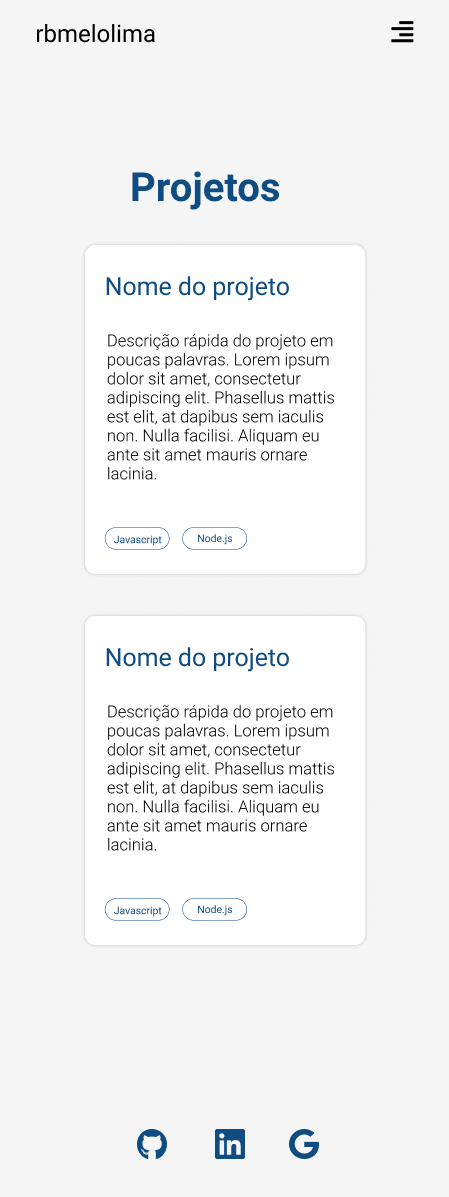 rbmelolima
Projetos
Nome do projeto
Descrição rápida do projeto em
poucas palavras. Lorem ipsum
dolor sit amet, consectetur
adipiscing elit. Phasellus mattis
est elit, at dapibus sem iaculis
non. Nulla facilisi. Aliquam eu
ante sit amet mauris ornare
lacinia.
Javascript Node.js
Nome do projeto
Descrição rápida do projeto em
poucas palavras. Lorem ipsum
dolor sit amet, consectetur
adipiscing elit. Phasellus mattis
est elit, at dapibus sem iaculis
non. Nulla facilisi. Aliquam eu
ante sit amet mauris ornare
lacinia.
Javascript Node.js